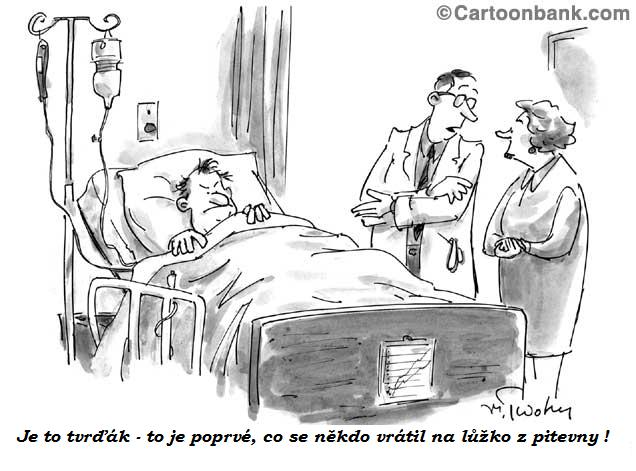 ©Cartoonbank.com
Je to tvrďák - to je poprvé, co se někdo vrátil na lůžko z pitevny !